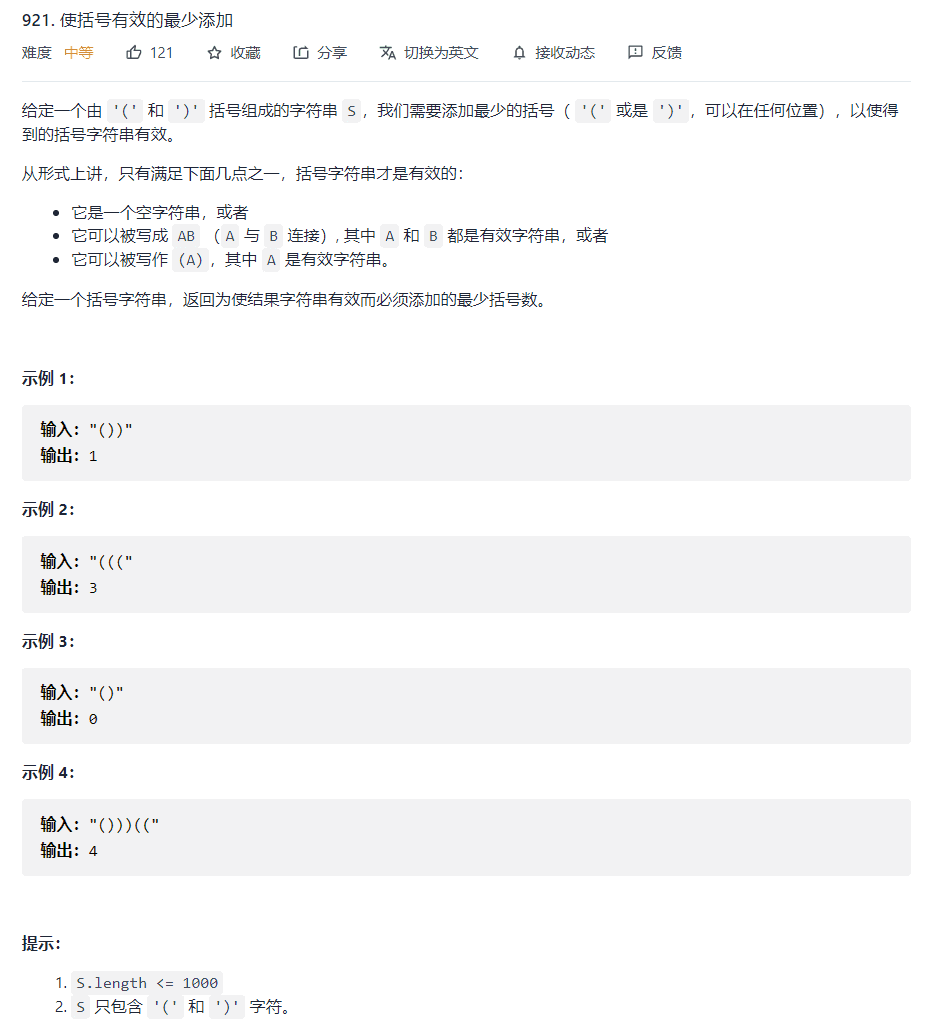 921. 使括号有效的最少添加
难度 中等 121 收藏 分享 切换为英文 接收动态 反馈
给定一个由 '(' 和 ')' 括号组成的字符串 S，我们需要添加最少的括号（ '(' 或是 ')'，可以在任何位置），以使得
到的括号字符串有效。
从形式上讲，只有满足下面几点之一，括号字符串才是有效的：
• 它是一个空字符串，或者
• 它可以被写成 AB （A 与 B 连接）, 其中 A 和 B 都是有效字符串，或者
• 它可以被写作 (A)，其中 A 是有效字符串。
给定一个括号字符串，返回为使结果字符串有效而必须添加的最少括号数。
示例 1：
输入："())"
输出：1
示例 2：
输入："((("
输出：3
示例 3：
输入："()"
输出：0
示例 4：
输入："()))(("
输出：4
提示：
1. S.length <= 1000
2. S 只包含 '(' 和 ')' 字符。